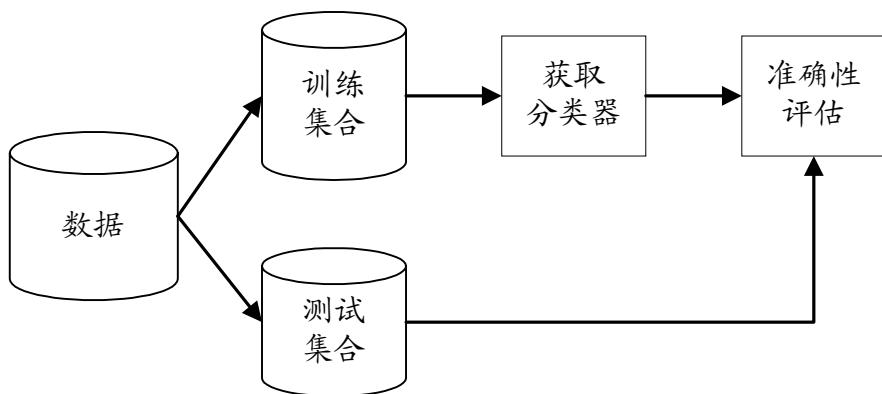 训练
集合
获取
分类器
准确性
评估
数据
测试
集合